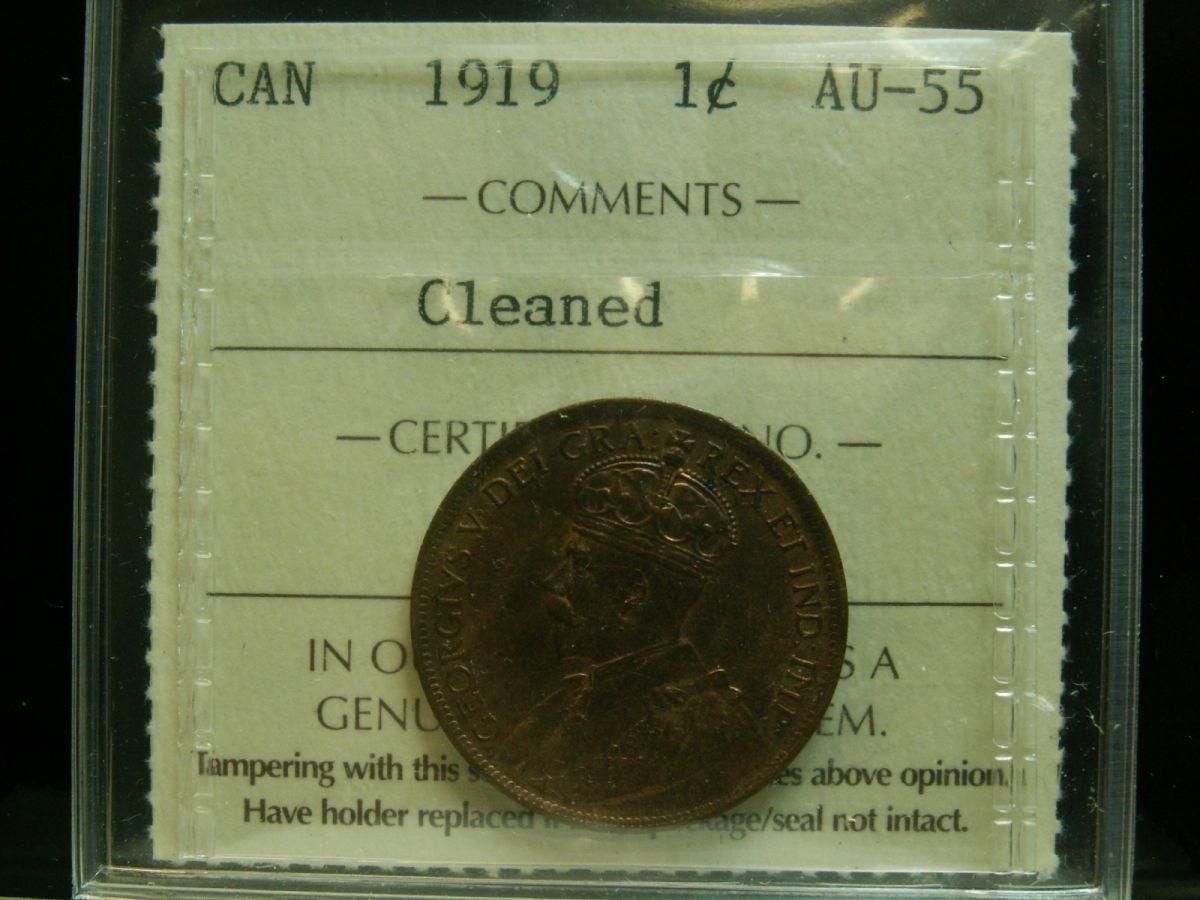 CAN 1919 1¢ AU-55
— COMMENTS —
Cleaned
— CERTI NO. —
GEORGIVS V DEI GRA: REX ET IND: IMP:
IN O S A
GENU EM.
Tampering with this s es above opinion.
Have holder replaced package/seal not intact.